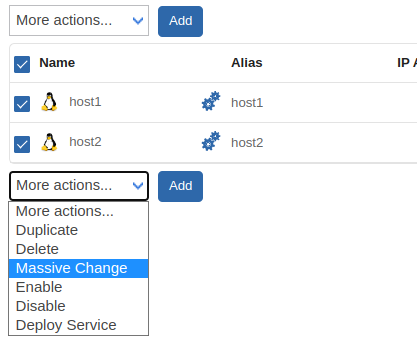 More actions... Add
Name Alias IP A
host1 host1
host2 host2
More actions... Add
More actions...
Duplicate
Delete
Massive Change
Enable
Disable
Deploy Service